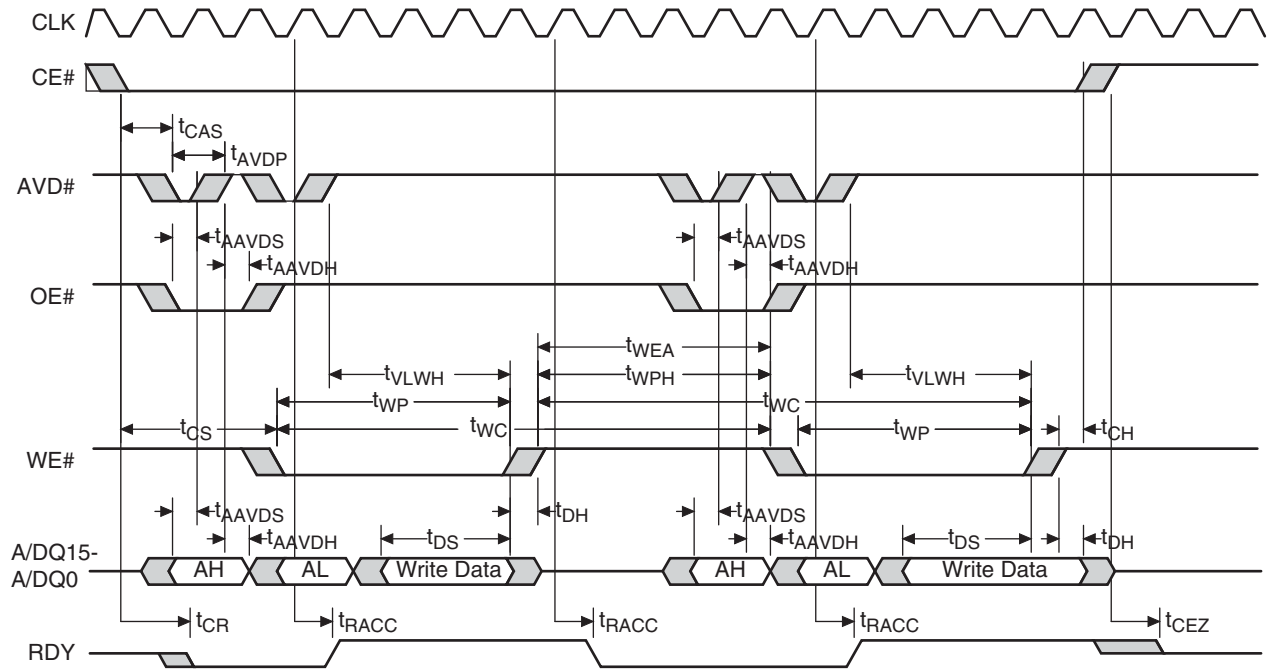 CLK
CE#
tCAS
tAVDP
AVD#
tAAVDS tAAVDS
tAAVDH tAAVDH
OE#
tWEA
tVLWH tWPH tVLWH
tWP tWC
tCS tWC tWP tCH
WE#
tAAVDS tDH tAAVDS
tAAVDH tDS tAAVDH tDS tDH
A/DQ15-
A/DQ0
AH AL Write Data AH AL Write Data
tCR tRACC tRACC tRACC tCEZ
RDY